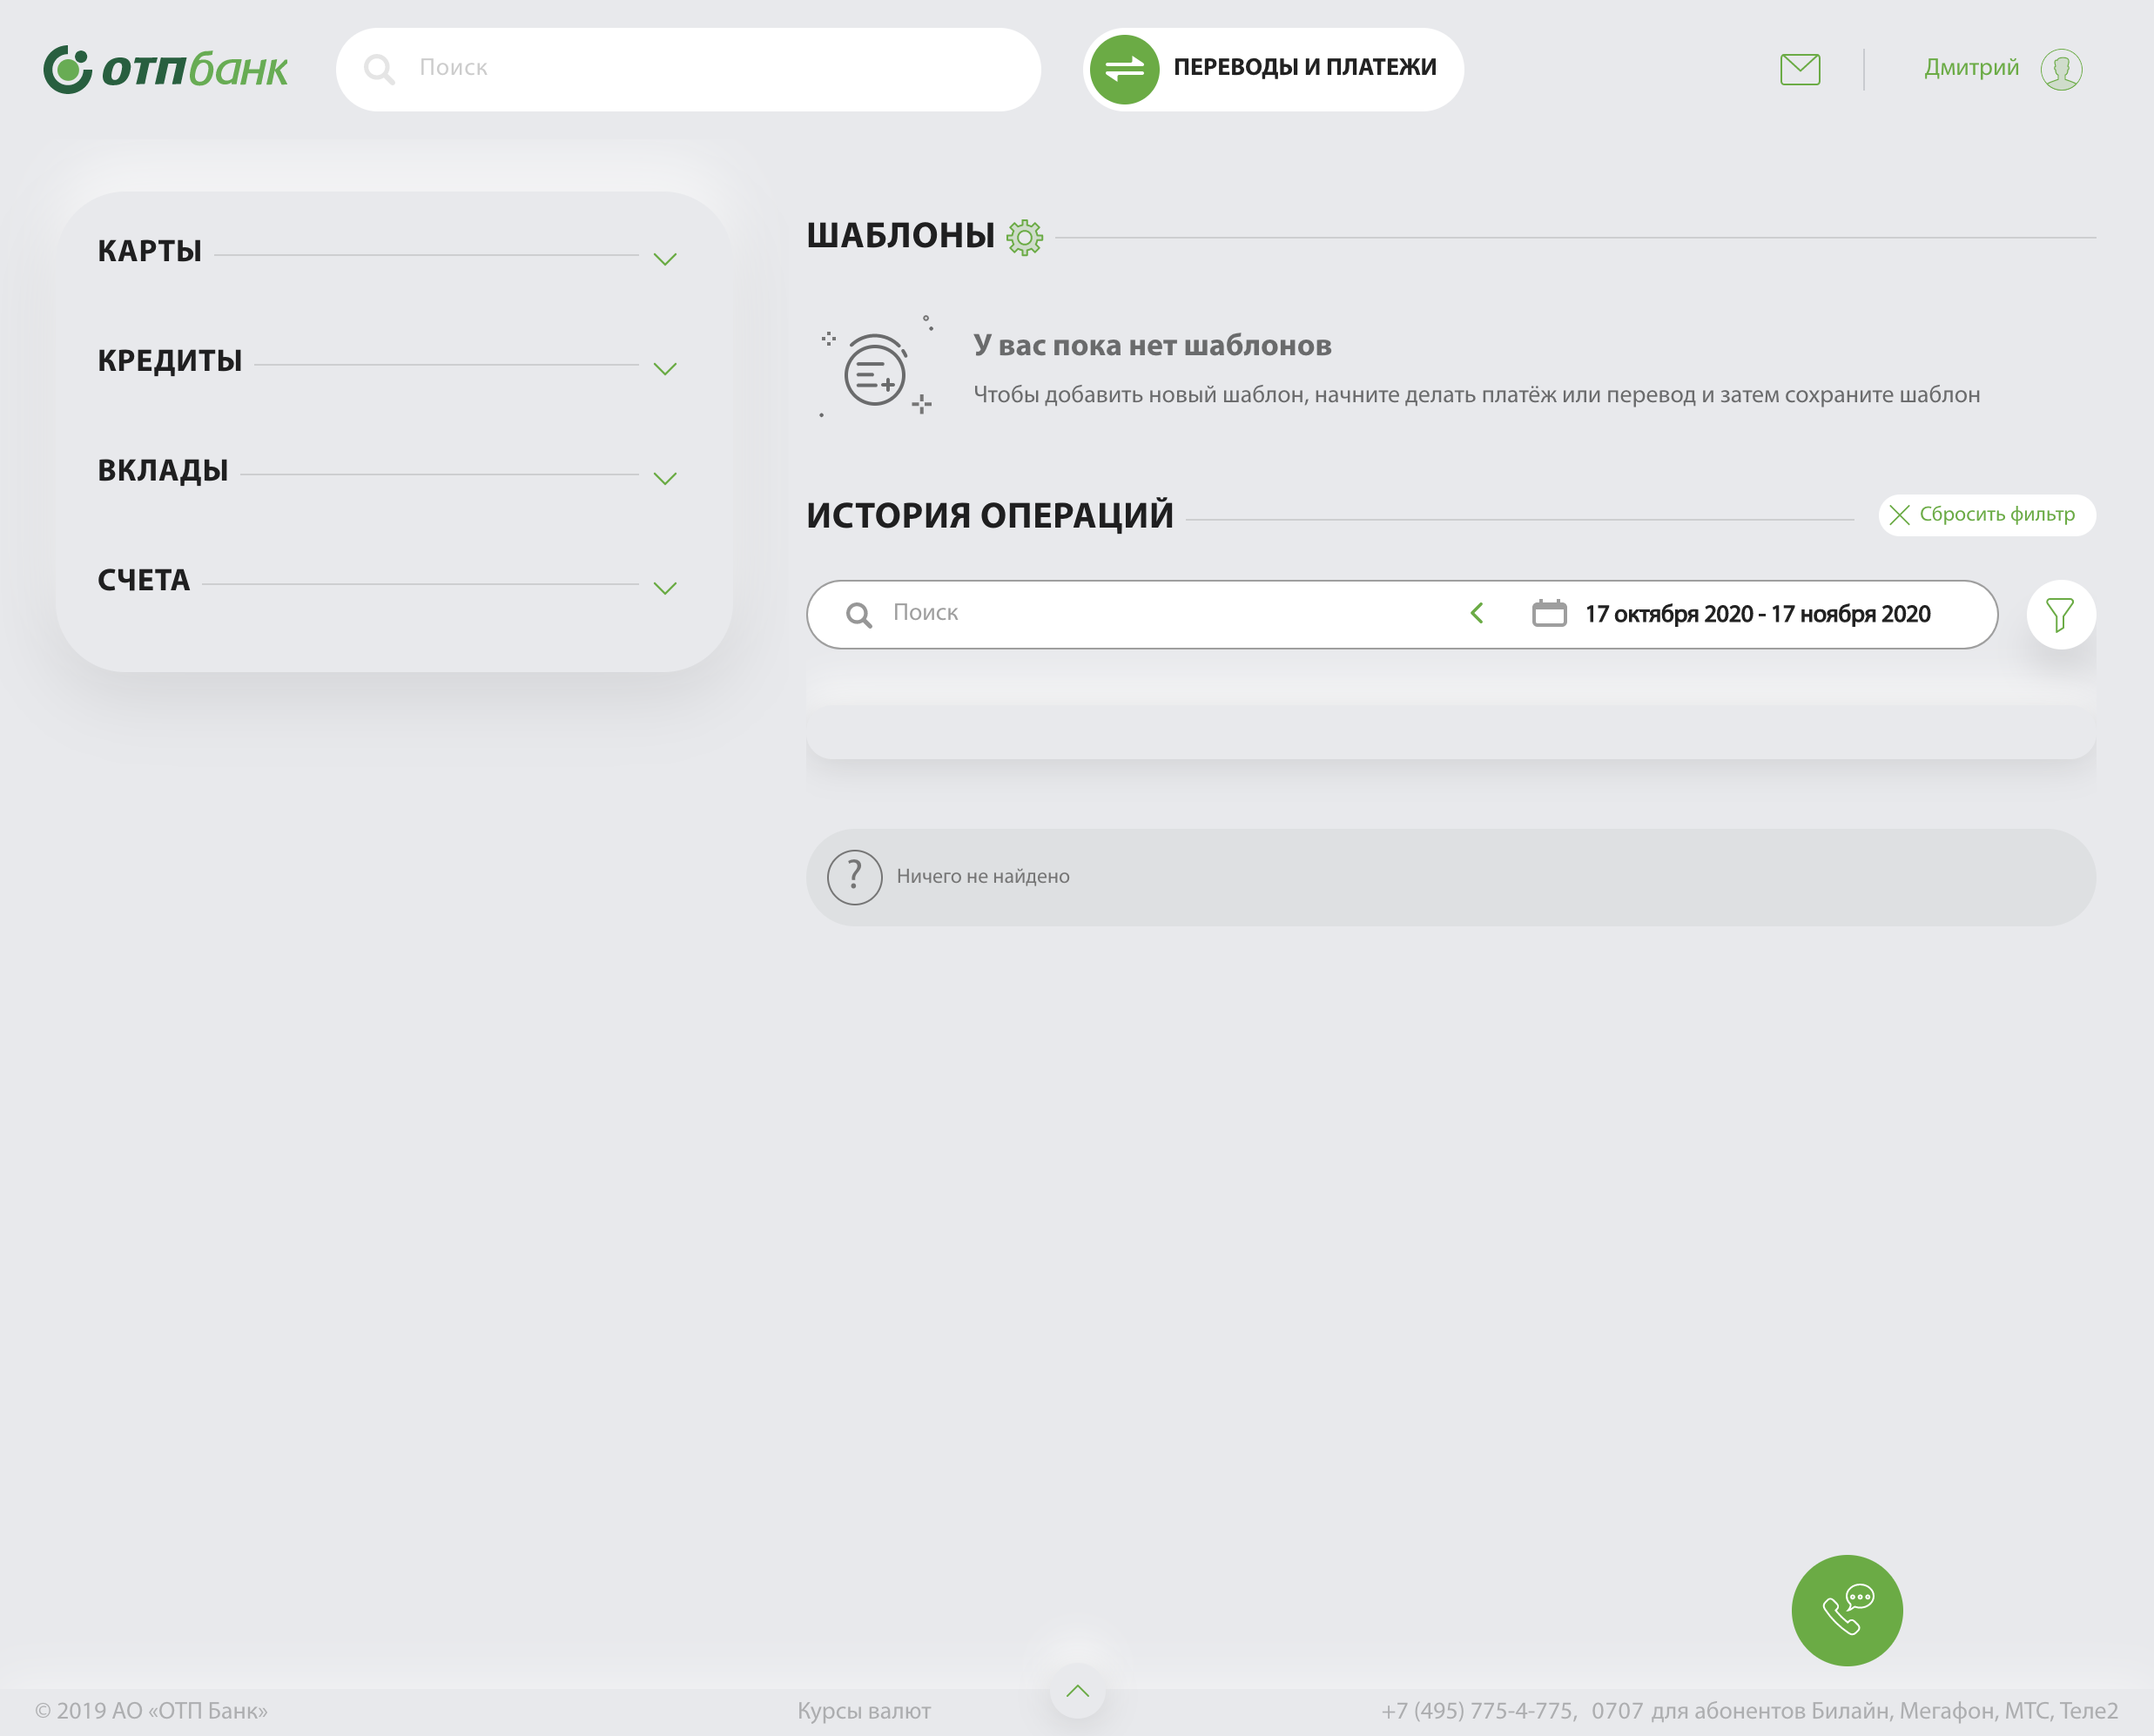 ОТПбанк
Поиск
ПЕРЕВОДЫ И ПЛАТЕЖИ
Дмитрий
КАРТЫ
КРЕДИТЫ
ВКЛАДЫ
СЧЕТА
ШАБЛОНЫ
У вас пока нет шаблонов
Чтобы добавить новый шаблон, начните делать платёж или перевод и затем сохраните шаблон
ИСТОРИЯ ОПЕРАЦИЙ
Сбросить фильтр
Поиск
17 октября 2020 - 17 ноября 2020
? Ничего не найдено
© 2019 АО «ОТП Банк»
Курсы валют
+7 (495) 775-4-775, 0707 для абонентов Билайн, Мегафон, МТС, Теле2